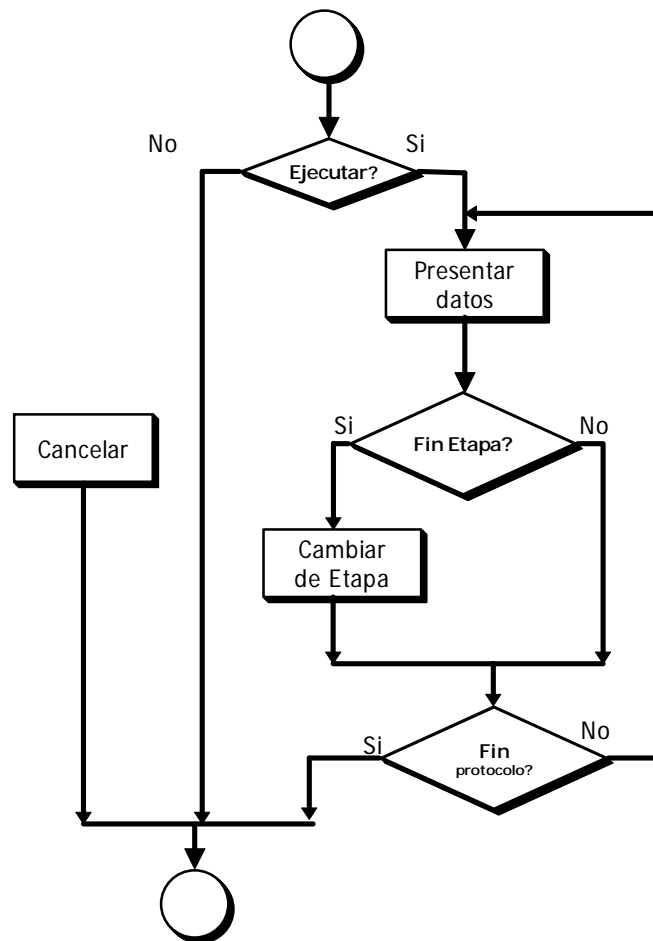 No
Si
Ejecutar?
Presentar
datos
Si
No
Fin Etapa?
Cancelar
Cambiar
de Etapa
Si
No
Fin
protocolo?